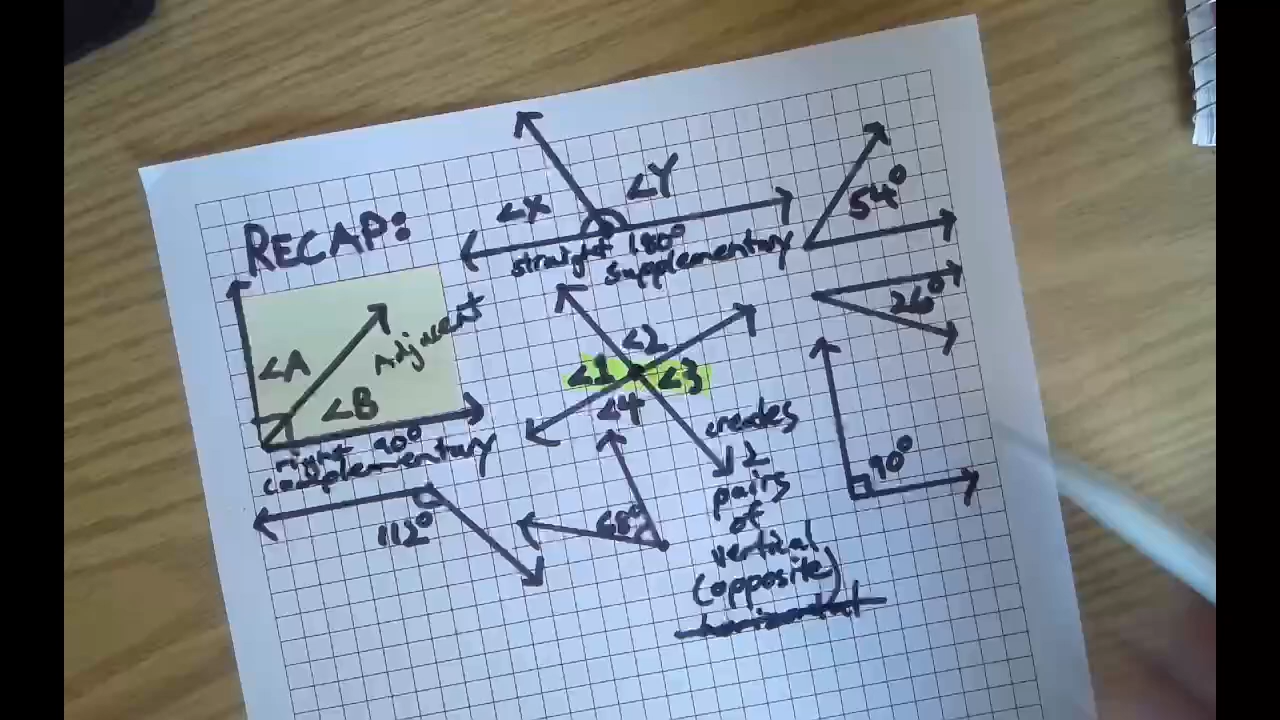 RECAP:
∠X
∠Y
straight 180°
supplementary
54°
26°
∠A
∠B
Adjacent
right 90°
complementary
∠1
∠2
∠3
∠4
creates
2
pairs
of
vertical
(opposite)
horizontal
90°
112°
68°